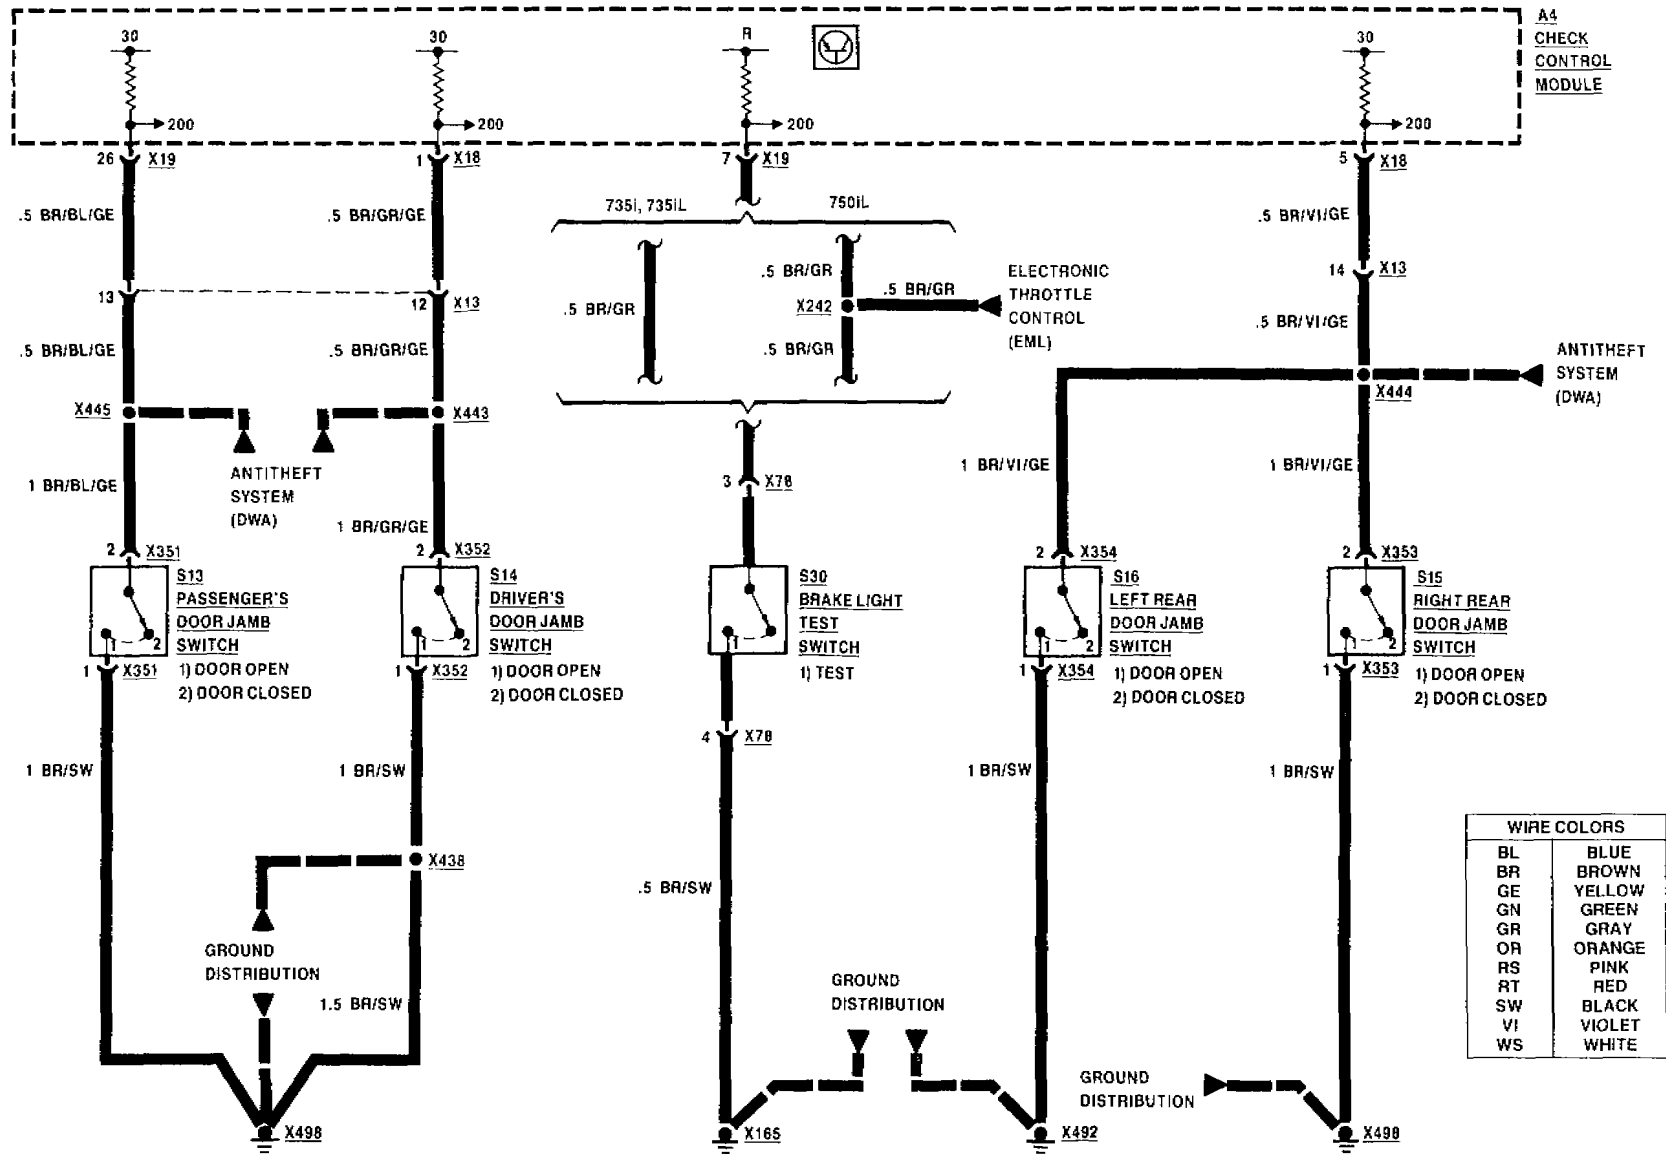 A4
CHECK
CONTROL
MODULE
30
30
R
30
200
200
200
200
26 X19
1 X18
7 X19
5 X18
.5 BR/BL/GE
.5 BR/GR/GE
735i, 735iL
750iL
.5 BR/VI/GE
.5 BR/GR
14 X13
ELECTRONIC
THROTTLE
CONTROL
(EML)
.5 BR/GR
13
12 X13
.5 BR/GR
X242
.5 BR/VI/GE
.5 BR/BL/GE
.5 BR/GR/GE
.5 BR/GR
ANTITHEFT
SYSTEM
(DWA)
X445
X443
X444
ANTITHEFT
SYSTEM
(DWA)
1 BR/BL/GE
1 BR/GR/GE
3 X78
1 BR/VI/GE
1 BR/VI/GE
2 X351
2 X352
2 X354
2 X353
S13
PASSENGER'S
DOOR JAMB
SWITCH
1) DOOR OPEN
2) DOOR CLOSED
1
2
1 X351
S14
DRIVER'S
DOOR JAMB
SWITCH
1) DOOR OPEN
2) DOOR CLOSED
1
2
1 X352
S30
BRAKE LIGHT
TEST
SWITCH
1) TEST
1
S16
LEFT REAR
DOOR JAMB
SWITCH
1) DOOR OPEN
2) DOOR CLOSED
1
2
1 X354
S15
RIGHT REAR
DOOR JAMB
SWITCH
1) DOOR OPEN
2) DOOR CLOSED
1
2
1 X353
4 X78
1 BR/SW
1 BR/SW
1 BR/SW
1 BR/SW
X438
.5 BR/SW
GROUND
DISTRIBUTION
1.5 BR/SW
GROUND
DISTRIBUTION
GROUND
DISTRIBUTION
X498
X165
X492
X498
WIRE COLORS
BL BLUE
BR BROWN
GE YELLOW
GN GREEN
GR GRAY
OR ORANGE
RS PINK
RT RED
SW BLACK
VI VIOLET
WS WHITE